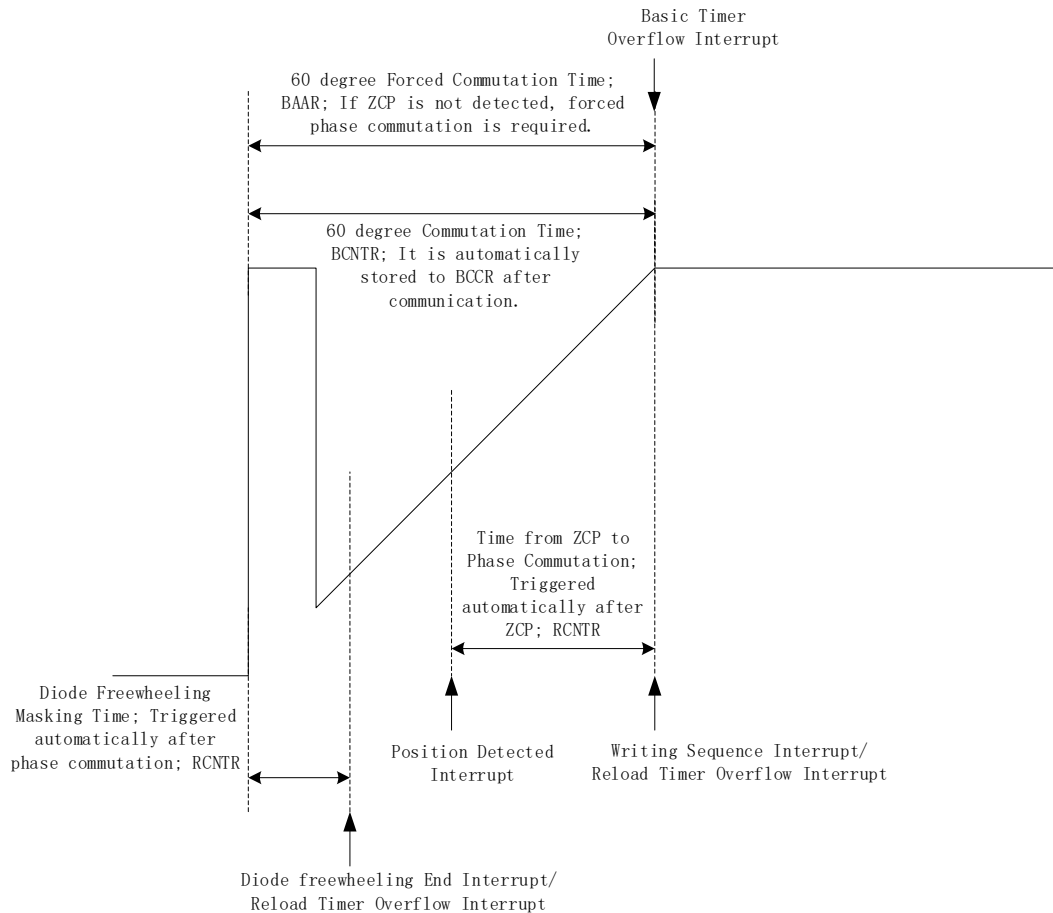 Basic Timer
Overflow Interrupt
60 degree Forced Commutation Time;
BAAR; If ZCP is not detected, forced
phase commutation is required.
60 degree Commutation Time;
BCNTR; It is automatically
stored to BCCR after
communication.
Time from ZCP to
Phase Commutation;
Triggered
automatically after
ZCP; RCNTR
Diode Freewheeling
Masking Time; Triggered
automatically after
phase commutation; RCNTR
Position Detected
Interrupt
Writing Sequence Interrupt/
Reload Timer Overflow Interrupt
Diode freewheeling End Interrupt/
Reload Timer Overflow Interrupt